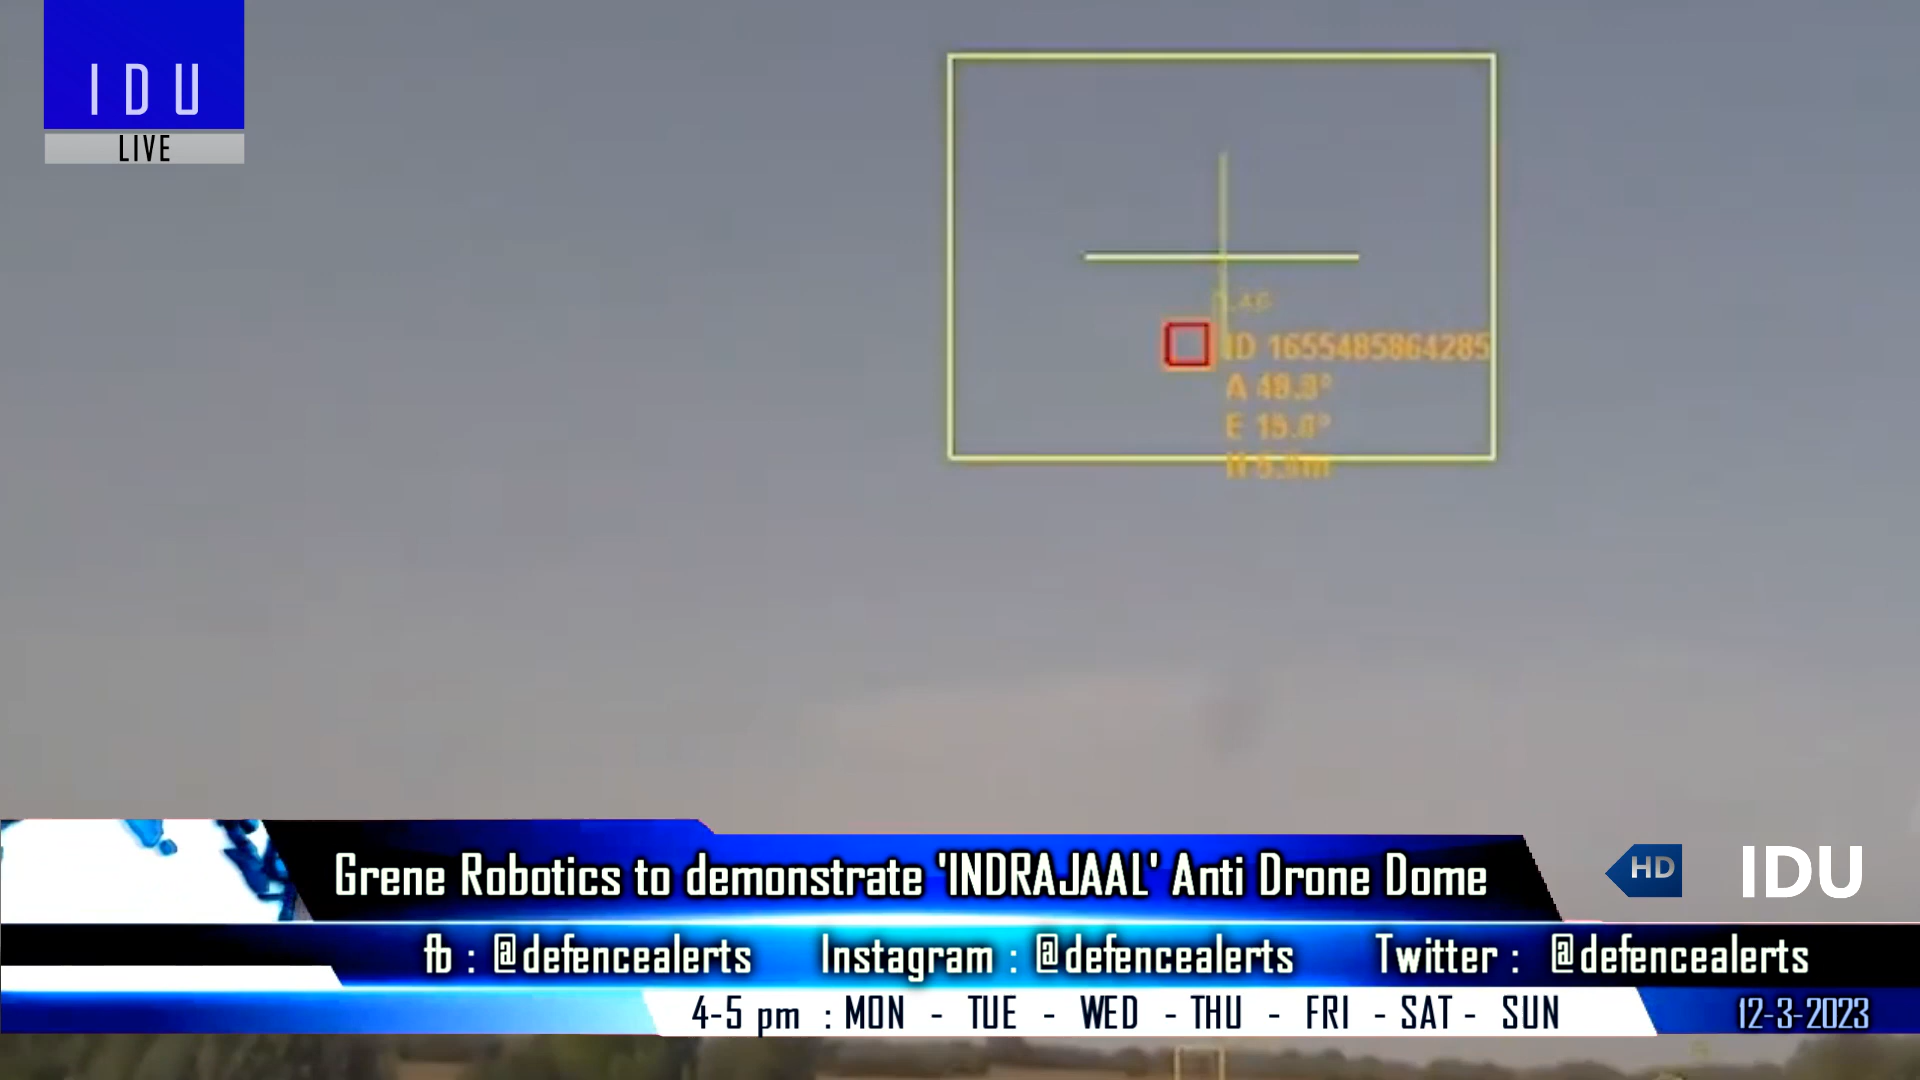 IDU
LIVE
ID 1655485864285
Grene Robotics to demonstrate 'INDRAJAAL' Anti Drone Dome
HD IDU
fb : @defencealerts Instagram : @defencealerts Twitter : @defencealerts
4-5 pm : MON - TUE - WED - THU - FRI - SAT - SUN 12-3-2023